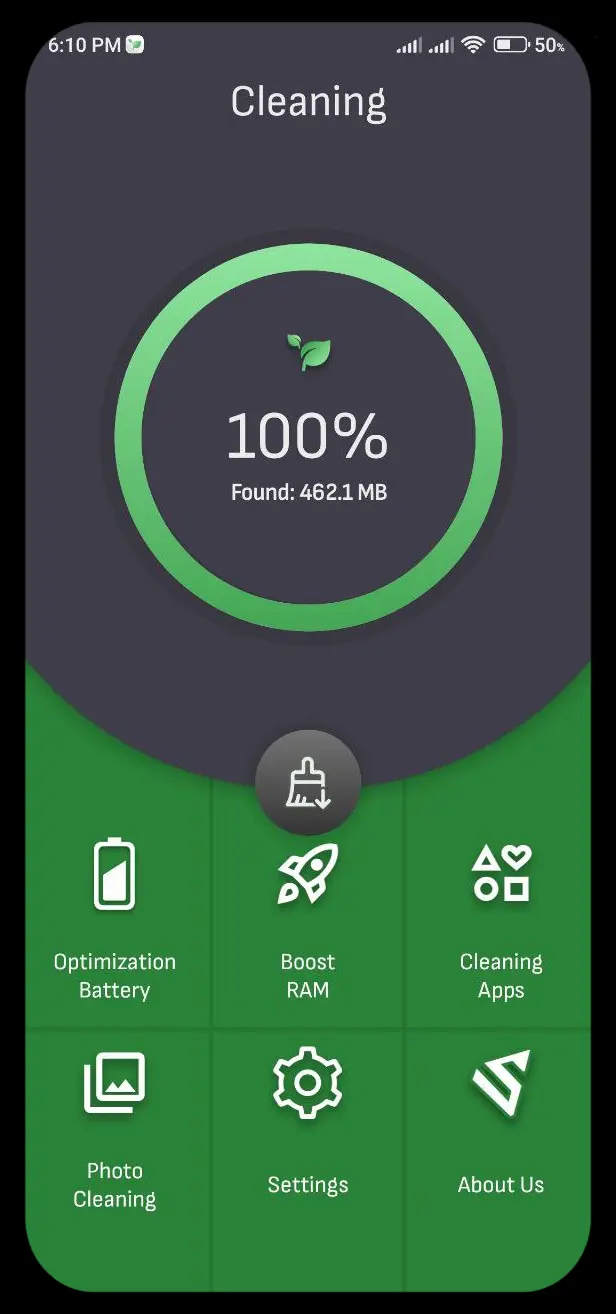 6:10 PM
50%
Cleaning
100%
Found: 462.1 MB
Optimization
Battery
Boost
RAM
Cleaning
Apps
Photo
Cleaning
Settings
About Us